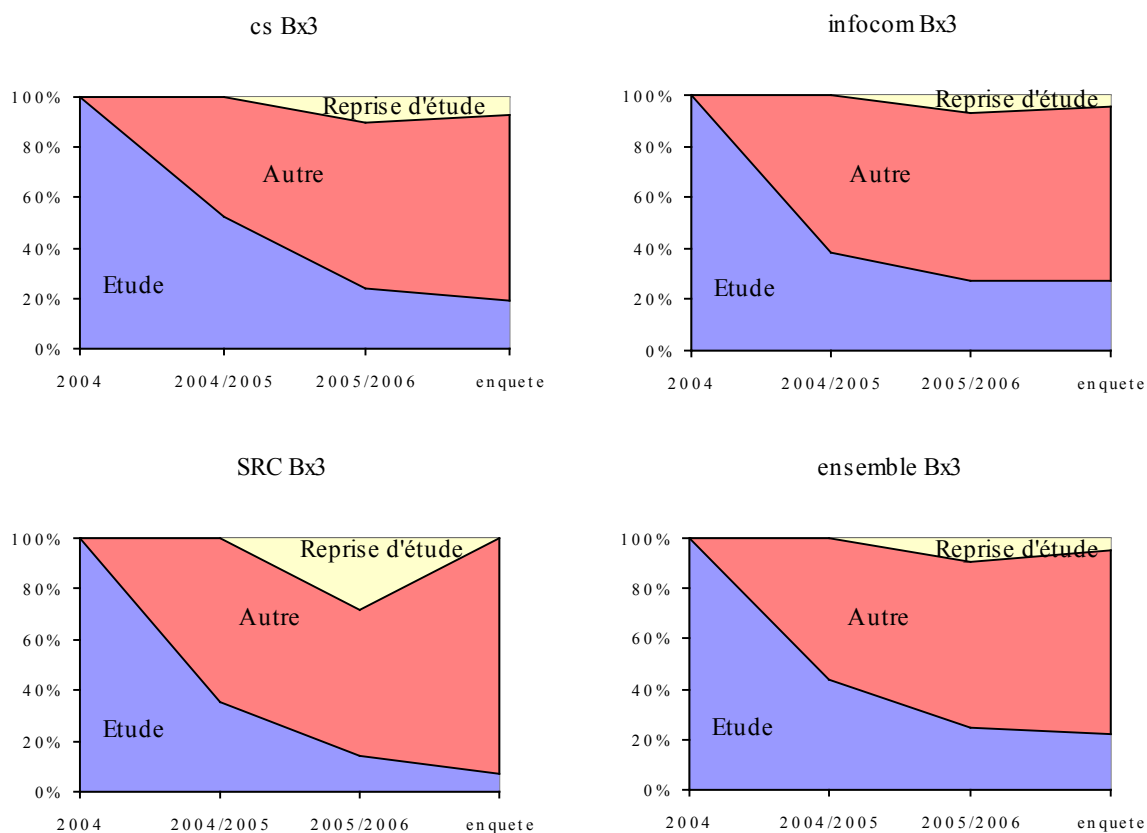 cs Bx3
100%
80%
60%
40%
20%
0%
Reprise d'étude
Autre
Etude
2004
2004/2005
2005/2006
enquete
infocom Bx3
100%
80%
60%
40%
20%
0%
Reprise d'étude
Autre
Etude
2004
2004/2005
2005/2006
enquete
SRC Bx3
100%
80%
60%
40%
20%
0%
Reprise d'étude
Autre
Etude
2004
2004/2005
2005/2006
enquete
ensemble Bx3
100%
80%
60%
40%
20%
0%
Reprise d'étude
Autre
Etude
2004
2004/2005
2005/2006
enquete